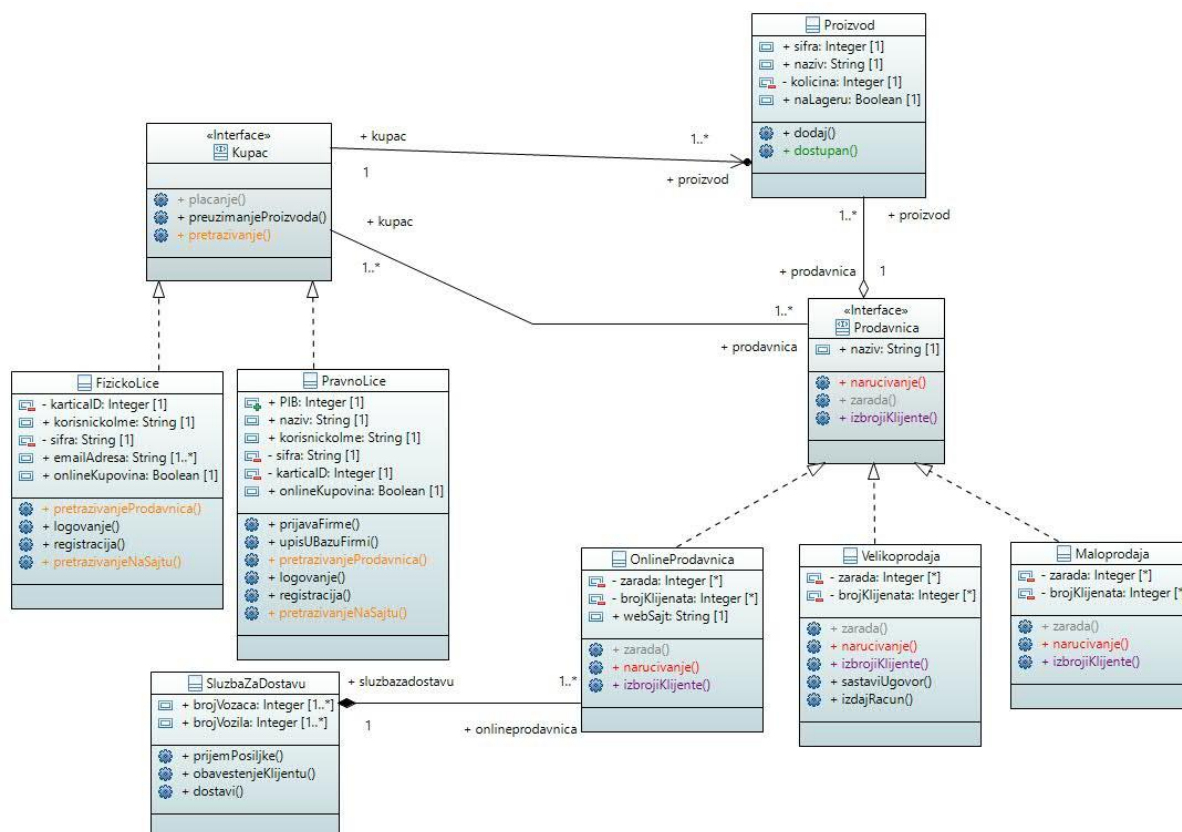 Proizvod
+ sifra: Integer [1]
+ naziv: String [1]
- kolicina: Integer [1]
+ naLageru: Boolean [1]
+ dodaj()
+ dostupan()
«Interface»
Kupac
+ placanje()
+ preuzimanjeProizvoda()
+ pretrazivanje()
+ kupac
1
1..*
+ proizvod
+ kupac
1..*
1..*
+ prodavnica
1..*
+ proizvod
+ prodavnica
1
«Interface»
Prodavnica
+ naziv: String [1]
+ narucivanje()
+ zarada()
+ izbrojiKlijente()
FizickoLice
- karticaID: Integer [1]
+ korisnickoIme: String [1]
- sifra: String [1]
+ emailAdresa: String [1..*]
+ onlineKupovina: Boolean [1]
+ pretrazivanjeProdavnica()
+ logovanje()
+ registracija()
+ pretrazivanjeNaSajtu()
PravnoLice
+ PIB: Integer [1]
+ naziv: String [1]
+ korisnickoIme: String [1]
- sifra: String [1]
- karticaID: Integer [1]
+ onlineKupovina: Boolean [1]
+ prijavaFirme()
+ upisUBazuFirmi()
+ pretrazivanjeProdavnica()
+ logovanje()
+ registracija()
+ pretrazivanjeNaSajtu()
OnlineProdavnica
- zarada: Integer [*]
- brojKlijenata: Integer [*]
+ webSajt: String [1]
+ zarada()
+ narucivanje()
+ izbrojiKlijente()
Velikoprodaja
- zarada: Integer [*]
- brojKlijenata: Integer [*]
+ zarada()
+ narucivanje()
+ izbrojiKlijente()
+ sastaviUgovor()
+ izdajRacun()
Maloprodaja
- zarada: Integer [*]
- brojKlijenata: Integer [*]
+ zarada()
+ narucivanje()
+ izbrojiKlijente()
SluzbaZaDostavu
+ brojVozaca: Integer [1..*]
+ brojVozila: Integer [1..*]
+ prijemPosiljke()
+ obavestenjeKlijentu()
+ dostavi()
+ sluzbazadostavu
1
1..*
+ onlineprodavnica